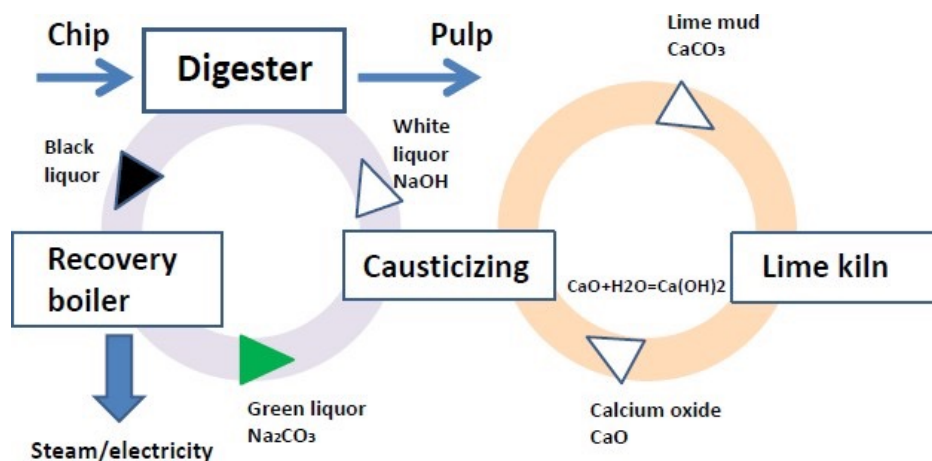 Chip
Digester
Pulp
Lime mud
CaCO₃
Black
liquor
White
liquor
NaOH
Recovery
boiler
Causticizing
CaO+H2O=Ca(OH)2
Lime kiln
Green liquor
Na₂CO₃
Calcium oxide
CaO
Steam/electricity